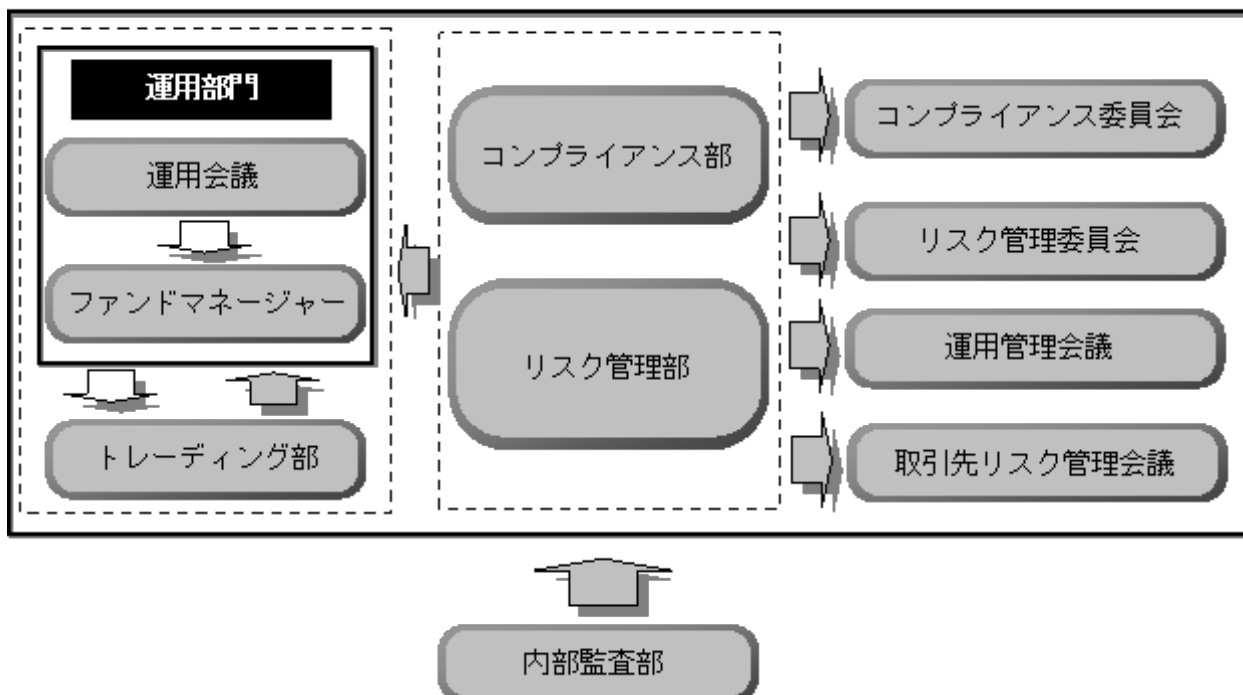 運用部門
運用会議
ファンドマネージャー
トレーディング部
コンプライアンス部
リスク管理部
コンプライアンス委員会
リスク管理委員会
運用管理会議
取引先リスク管理会議
内部監査部